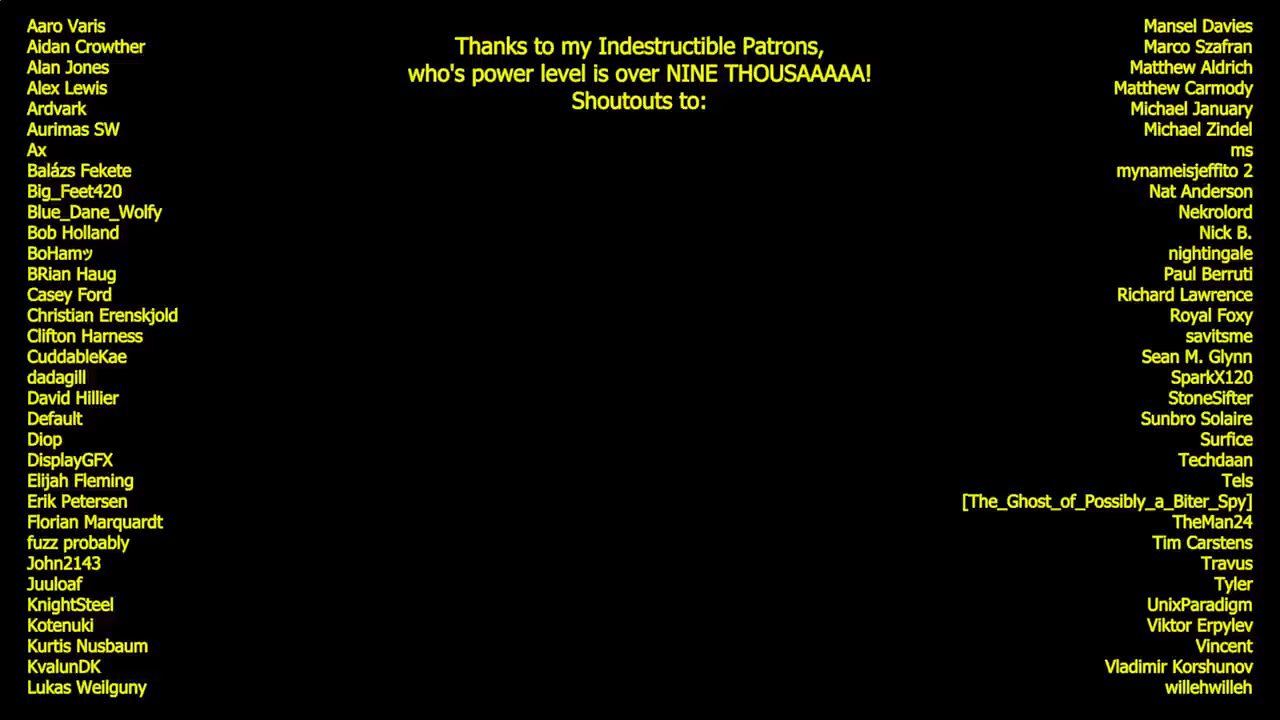 Thanks to my Indestructible Patrons,
who's power level is over NINE THOUSAAAAA!
Shoutouts to:
Aaro Varis
Aidan Crowther
Alan Jones
Alex Lewis
Ardvark
Aurimas SW
Ax
Balázs Fekete
Big_Feet420
Blue_Dane_Wolfy
Bob Holland
BoHamッ
BRian Haug
Casey Ford
Christian Erenskjold
Clifton Harness
CuddableKae
dadagill
David Hillier
Default
Diop
DisplayGFX
Elijah Fleming
Erik Petersen
Florian Marquardt
fuzz probably
John2143
Juuloaf
KnightSteel
Kotenuki
Kurtis Nusbaum
KvalunDK
Lukas Weilguny
Mansel Davies
Marco Szafran
Matthew Aldrich
Matthew Carmody
Michael January
Michael Zindel
ms
mynameisjeffito 2
Nat Anderson
Nekrolord
Nick B.
nightingale
Paul Berruti
Richard Lawrence
Royal Foxy
savitsme
Sean M. Glynn
SparkX120
StoneSifter
Sunbro Solaire
Surfice
Techdaan
Tels
[The_Ghost_of_Possibly_a_Biter_Spy]
TheMan24
Tim Carstens
Travus
Tyler
UnixParadigm
Viktor Erpylev
Vincent
Vladimir Korshunov
willehwilleh